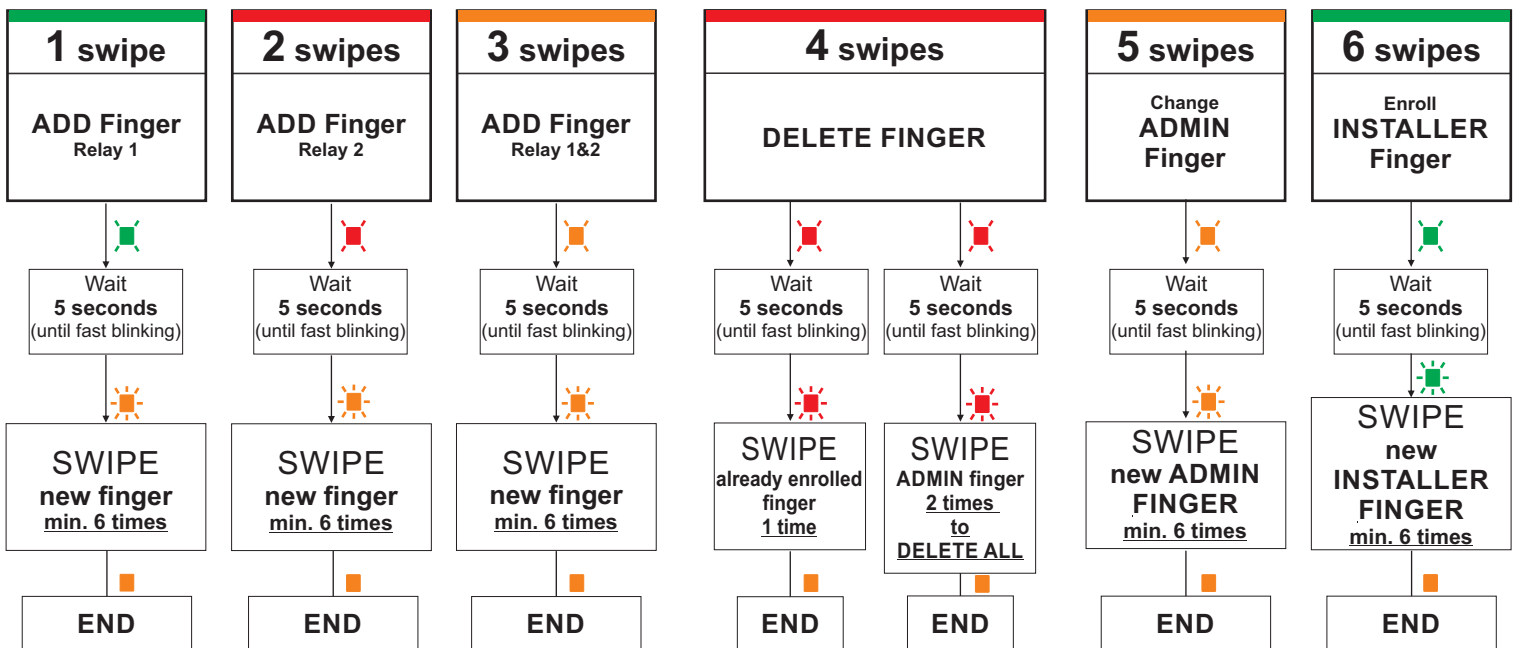 1 swipe
ADD Finger
Relay 1
Wait
5 seconds
(until fast blinking)
SWIPE
new finger
min. 6 times
END
2 swipes
ADD Finger
Relay 2
Wait
5 seconds
(until fast blinking)
SWIPE
new finger
min. 6 times
END
3 swipes
ADD Finger
Relay 1&2
Wait
5 seconds
(until fast blinking)
SWIPE
new finger
min. 6 times
END
4 swipes
DELETE FINGER
Wait
5 seconds
(until fast blinking)
SWIPE
already enrolled
finger
1 time
END
Wait
5 seconds
(until fast blinking)
SWIPE
ADMIN finger
2 times
to
DELETE ALL
END
5 swipes
Change
ADMIN
Finger
Wait
5 seconds
(until fast blinking)
SWIPE
new ADMIN
FINGER
min. 6 times
END
6 swipes
Enroll
INSTALLER
Finger
Wait
5 seconds
(until fast blinking)
SWIPE
new
INSTALLER
FINGER
min. 6 times
END